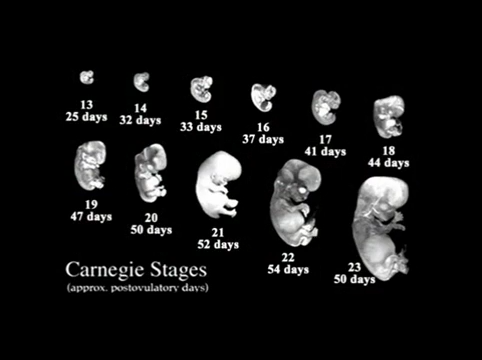 13
25 days
14
32 days
15
33 days
16
37 days
17
41 days
18
44 days
19
47 days
20
50 days
21
52 days
22
54 days
23
50 days
Carnegie Stages
(approx. postovulatory days)